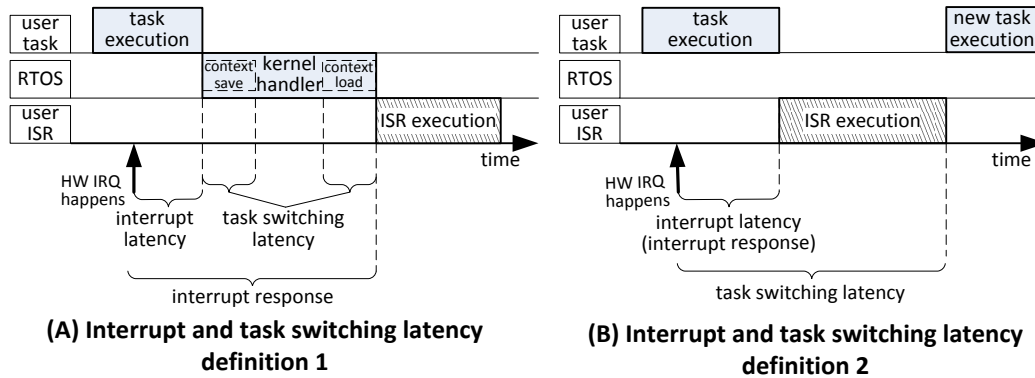 user
task
task
execution
RTOS
context
save
kernel
handler
context
load
user
ISR
ISR execution
time
HW IRQ
happens
interrupt
latency
task switching
latency
interrupt response
(A) Interrupt and task switching latency
definition 1
user
task
task
execution
new task
execution
RTOS
user
ISR
ISR execution
time
HW IRQ
happens
interrupt latency
(interrupt response)
task switching latency
(B) Interrupt and task switching latency
definition 2